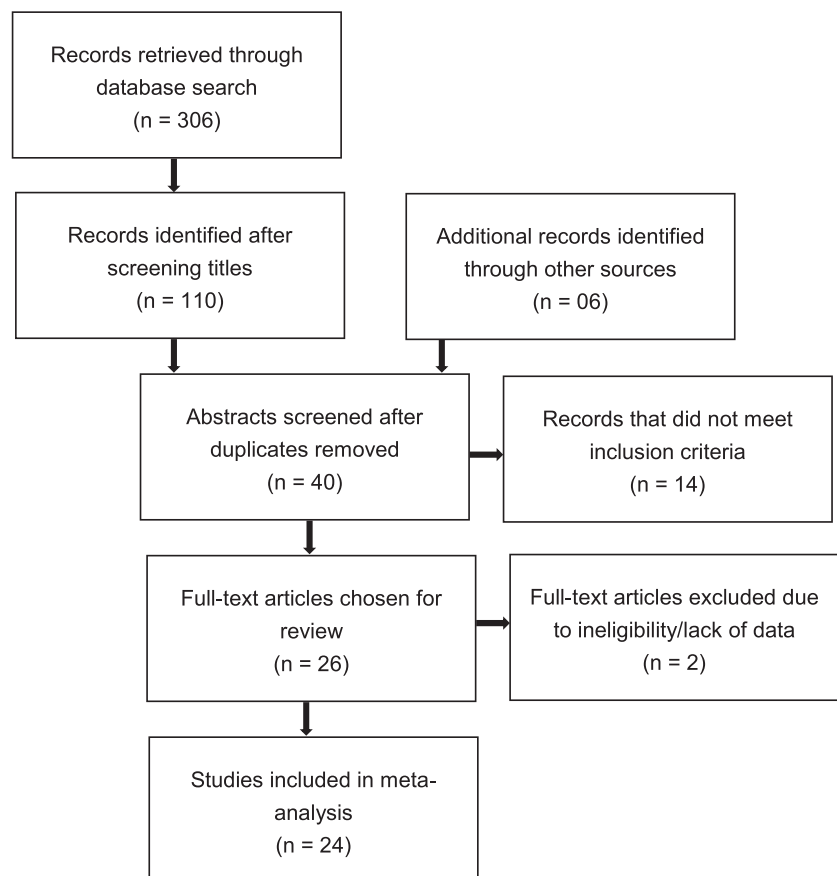 Records retrieved through
database search
(n = 306)
Records identified after
screening titles
(n = 110)
Additional records identified
through other sources
(n = 06)
Abstracts screened after
duplicates removed
(n = 40)
Records that did not meet
inclusion criteria
(n = 14)
Full-text articles chosen for
review
(n = 26)
Full-text articles excluded due
to ineligibility/lack of data
(n = 2)
Studies included in meta-
analysis
(n = 24)